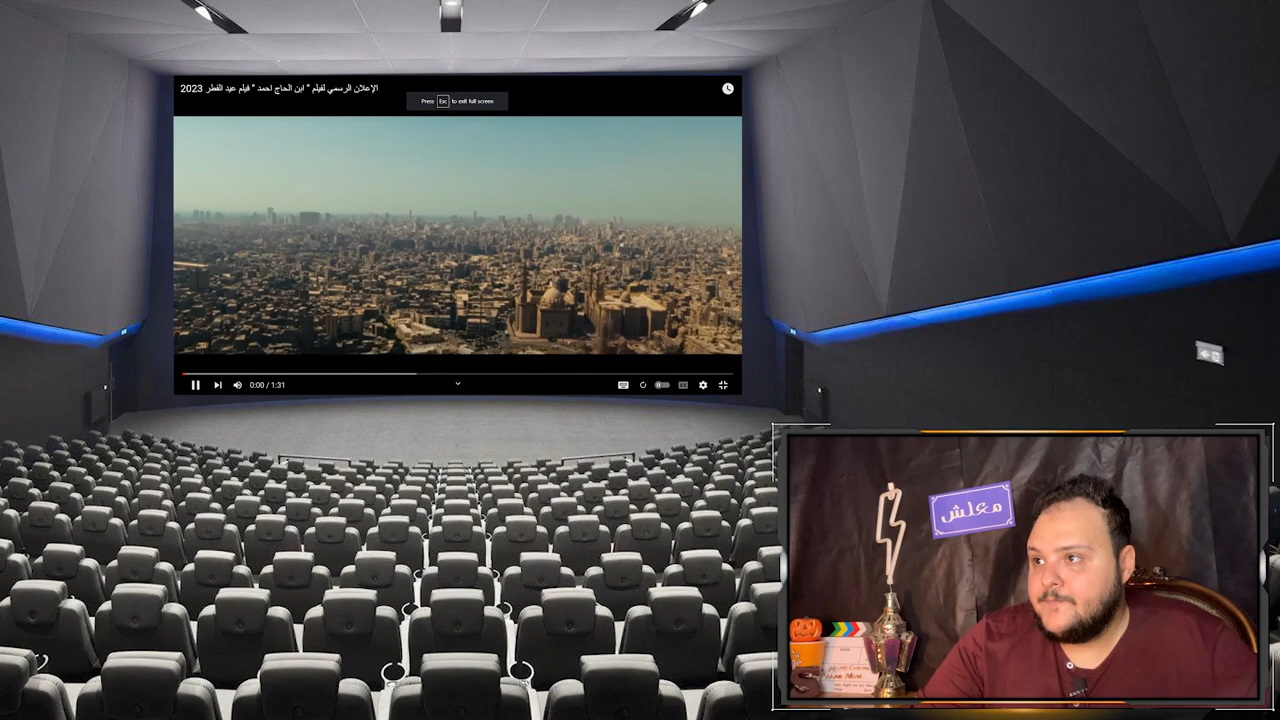 الإعلان الرسمي لفيلم " ابن الحاج احمد " فيلم عيد الفطر 2023
Press Esc to exit full screen
0:00 / 1:31
معلش